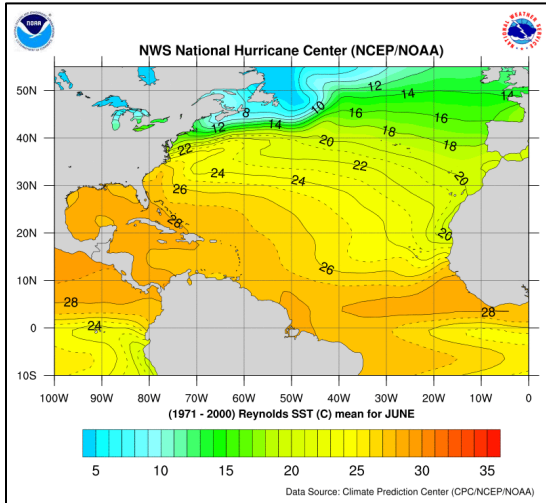 NOAA
NWS National Hurricane Center (NCEP/NOAA)
NATIONAL WEATHER SERVICE
50N
40N
30N
20N
10N
0
10S
12
14
14
10
8
16
16
12
14
18
18
20
22
22
20
24
24
26
28
20
26
28
28
24
100W 90W 80W 70W 60W 50W 40W 30W 20W 10W 0
(1971 - 2000) Reynolds SST (C) mean for JUNE
5 10 15 20 25 30 35
Data Source: Climate Prediction Center (CPC/NCEP/NOAA)